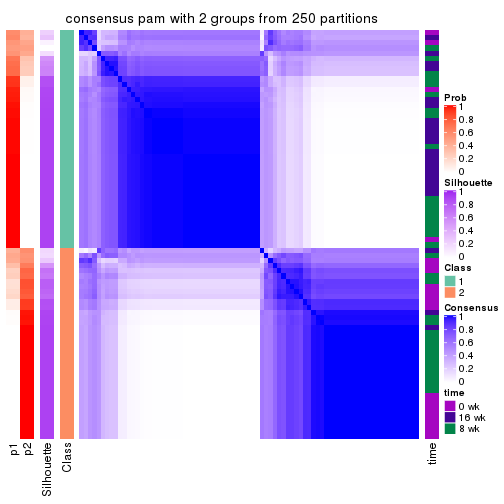 consensus pam with 2 groups from 250 partitions
Prob
1
0.8
0.6
0.4
0.2
0
Silhouette
1
0.8
0.6
0.4
0.2
0
Class
1
2
Consensus
1
0.8
0.6
0.4
0.2
0
time
0 wk
16 wk
8 wk
p1
p2
Silhouette
Class
time